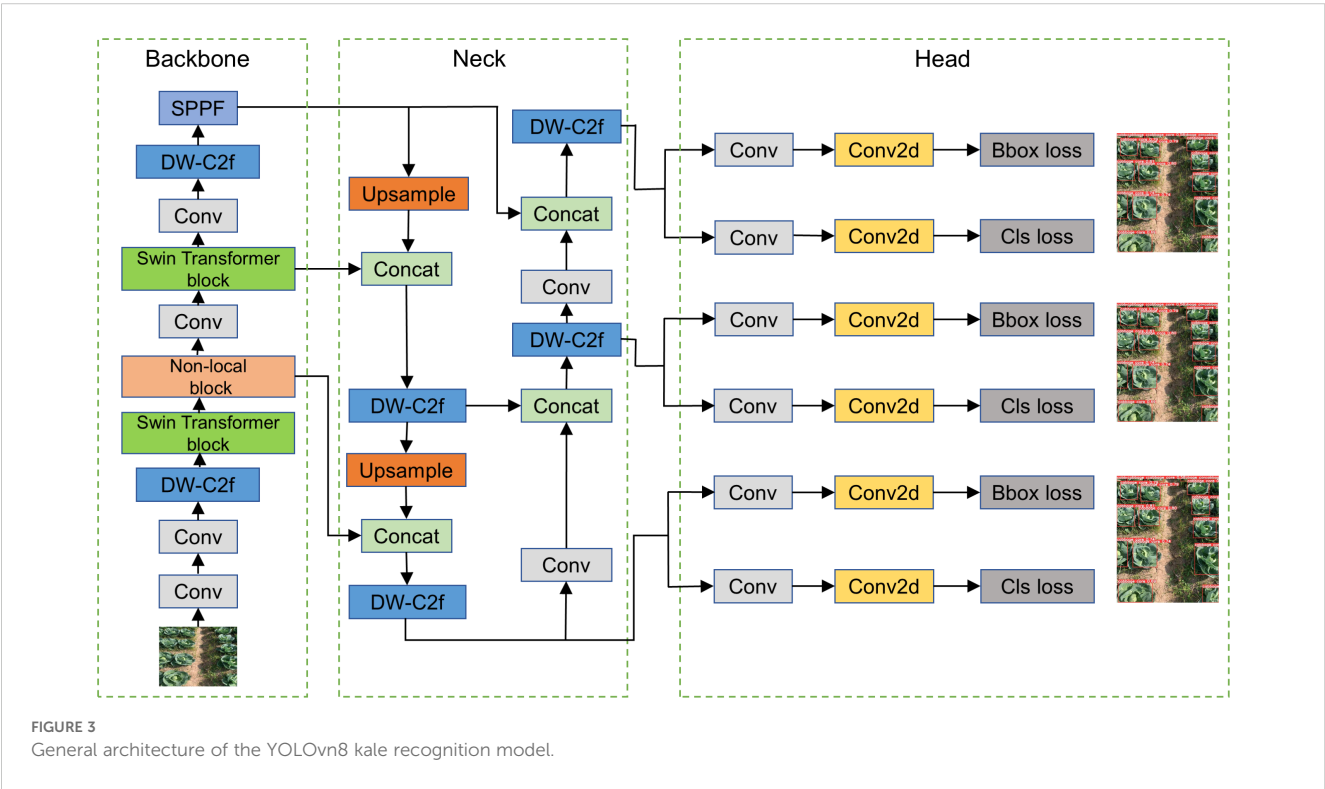 Backbone
SPPF
DW-C2f
Conv
Swin Transformer
block
Conv
Non-local
block
Swin Transformer
block
DW-C2f
Conv
Conv
Neck
Upsample
Concat
DW-C2f
Upsample
Concat
DW-C2f
DW-C2f
Concat
Conv
DW-C2f
Concat
Conv
Head
Conv
Conv2d
Bbox loss
Conv
Conv2d
Cls loss
Conv
Conv2d
Bbox loss
Conv
Conv2d
Cls loss
Conv
Conv2d
Bbox loss
Conv
Conv2d
Cls loss
FIGURE 3
General architecture of the YOLOvn8 kale recognition model.